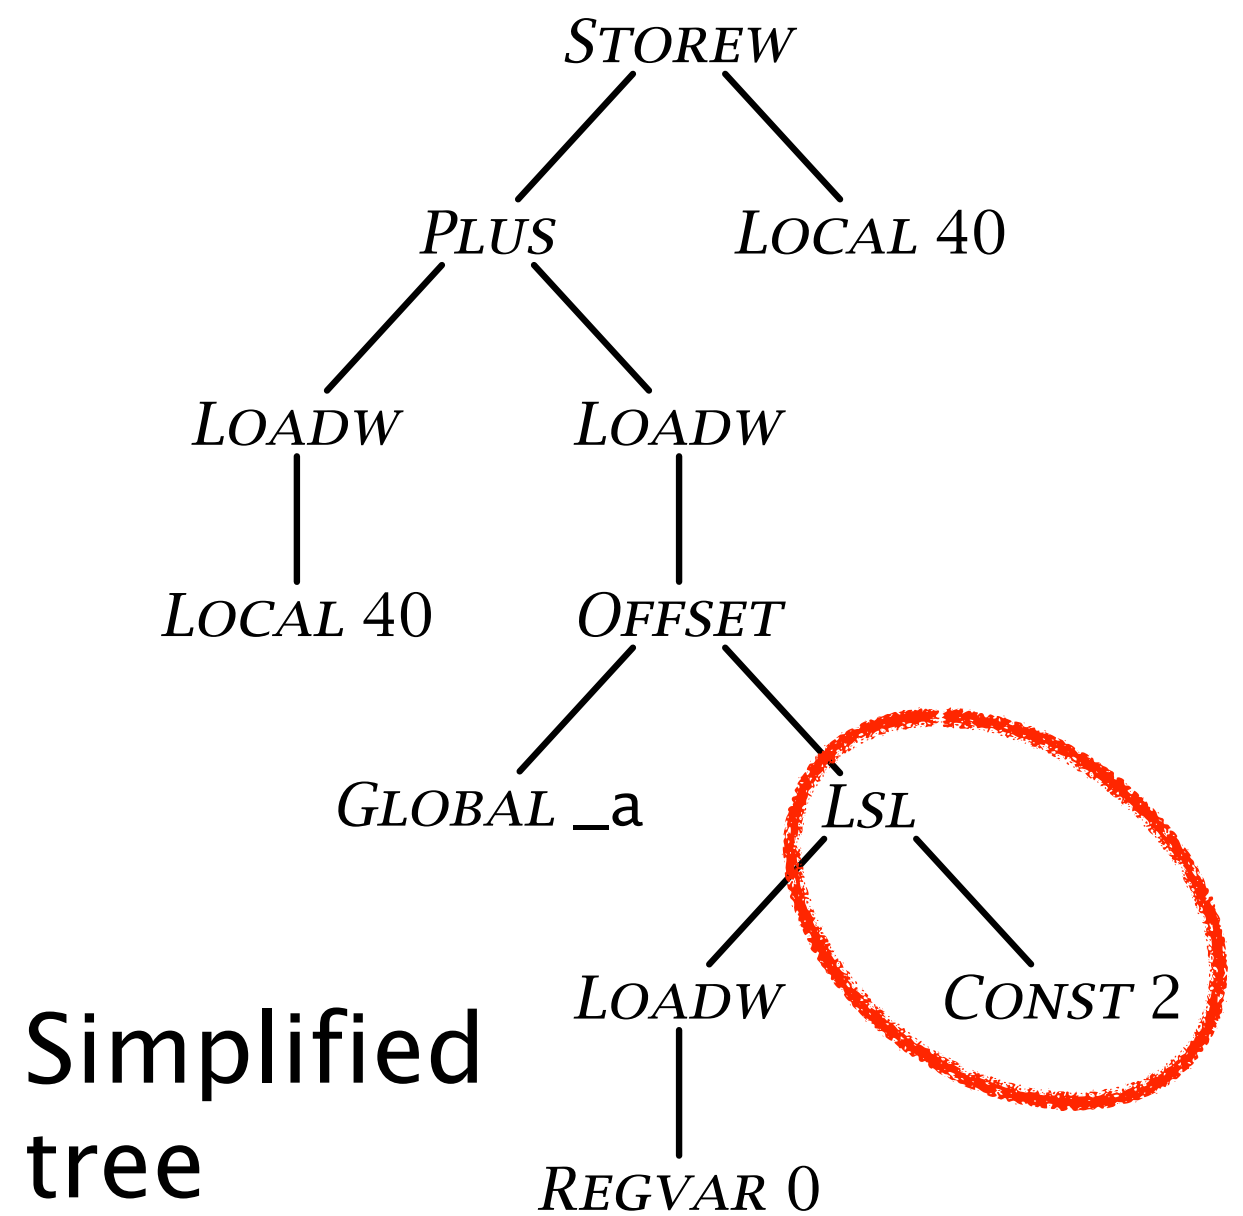 STOREW
PLUS LOCAL 40
LOADW LOADW
LOCAL 40 OFFSET
GLOBAL _a LSL
LOADW CONST 2
REGVAR 0
Simplified
tree